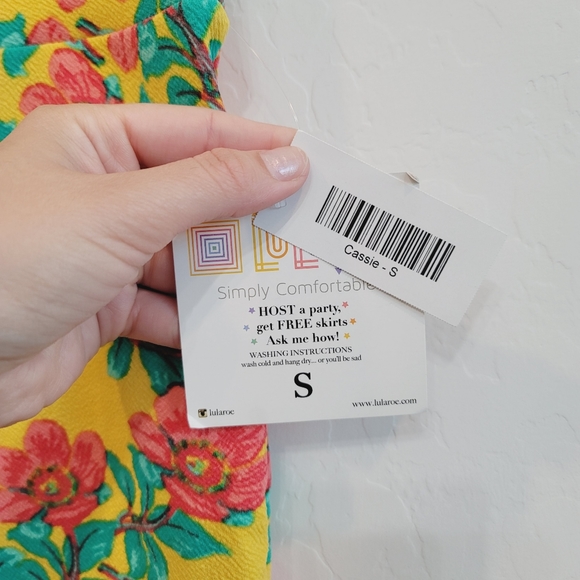 Cassie - S
Simply Comfortable
HOST a party,
get FREE skirts
Ask me how!
WASHING INSTRUCTIONS
wash cold and hang dry... or you'll be sad
S
lularoe
www.lularoe.com